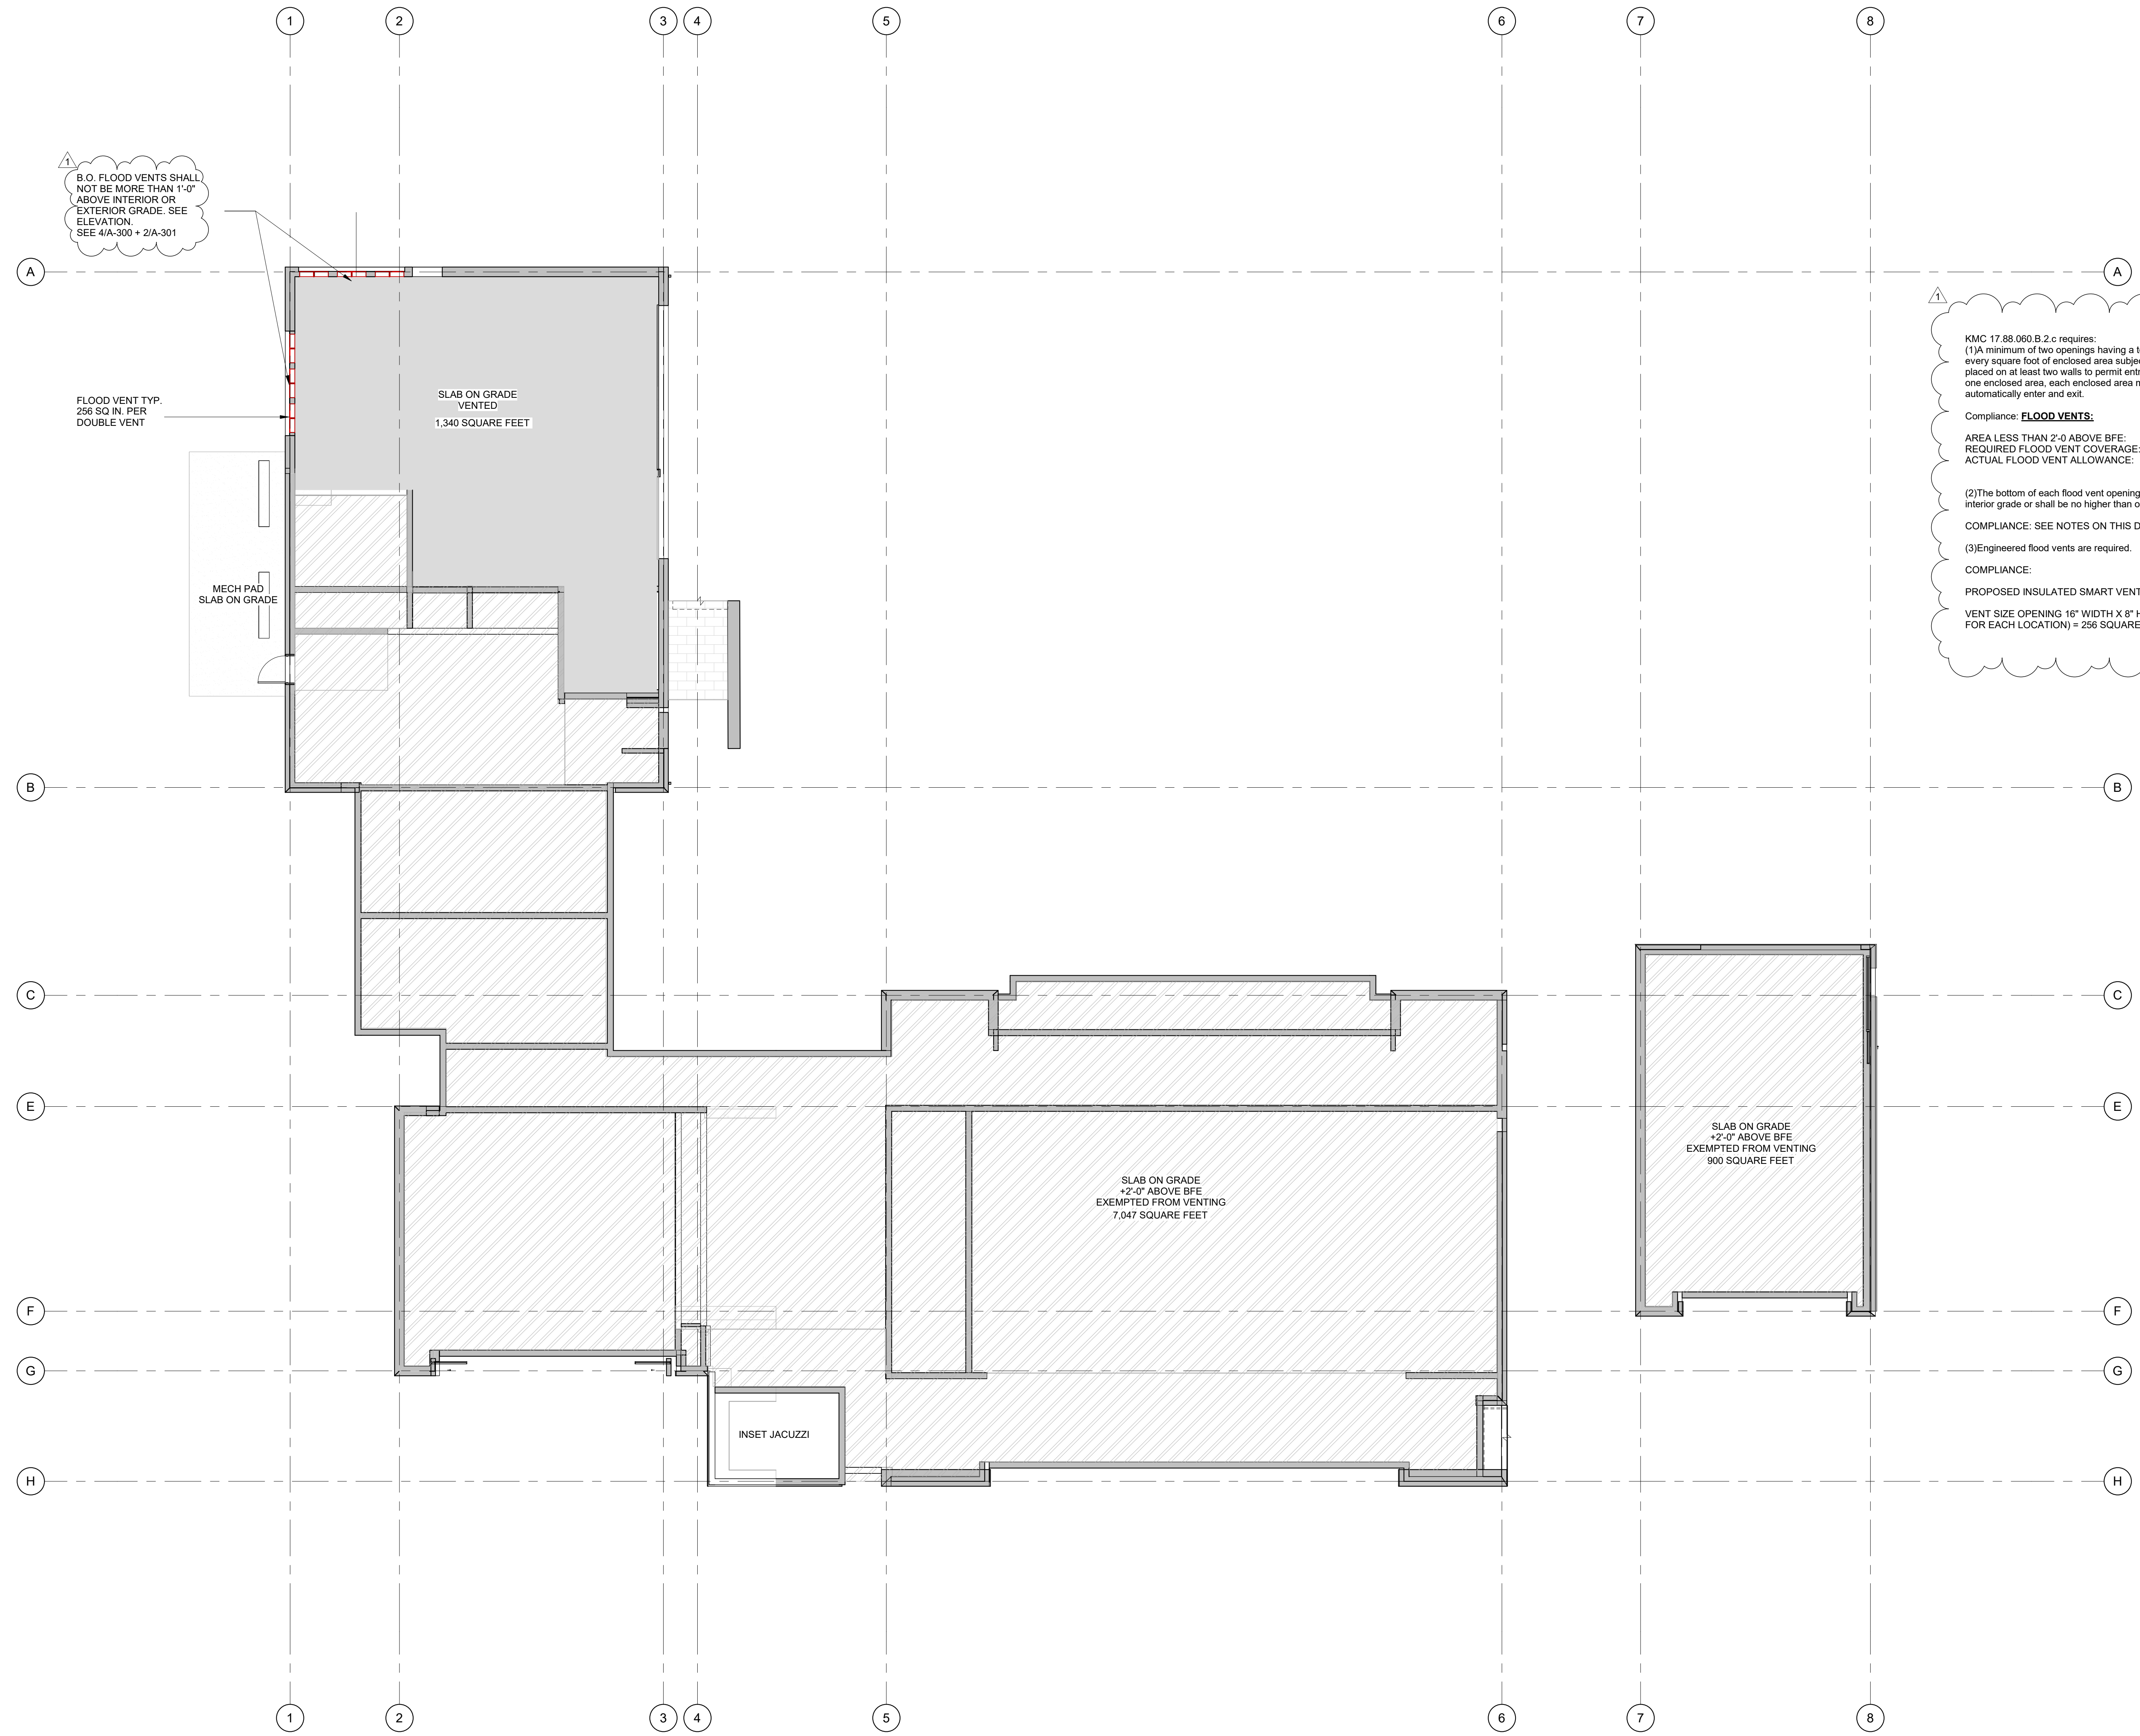 1
2
3
4
5
6
7
8
1
B.O. FLOOD VENTS SHALL
NOT BE MORE THAN 1'-0"
ABOVE INTERIOR OR
EXTERIOR GRADE. SEE
ELEVATION.
SEE 4/A-300 + 2/A-301
A
A
1
KMC 17.88.060.B.2.c requires:
(1)A minimum of two openings having a
every square foot of enclosed area
placed on at least two walls to permit
one enclosed area, each enclosed area
automatically enter and exit.
Compliance: FLOOD VENTS:
AREA LESS THAN 2'-0 ABOVE BFE:
REQUIRED FLOOD VENT COVERAGE:
ACTUAL FLOOD VENT ALLOWANCE:
(2)The bottom of each flood vent opening
interior grade or shall be no higher than
COMPLIANCE: SEE NOTES ON THIS
(3)Engineered flood vents are required.
COMPLIANCE:
PROPOSED INSULATED SMART VENT
VENT SIZE OPENING 16" WIDTH X 8"
FOR EACH LOCATION) = 256 SQUARE
FLOOD VENT TYP.
256 SQ IN. PER
DOUBLE VENT
SLAB ON GRADE
VENTED
1,340 SQUARE FEET
MECH PAD
SLAB ON GRADE
B
B
C
C
E
E
SLAB ON GRADE
+2'-0" ABOVE BFE
EXEMPTED FROM VENTING
900 SQUARE FEET
SLAB ON GRADE
+2'-0" ABOVE BFE
EXEMPTED FROM VENTING
7,047 SQUARE FEET
F
F
G
G
INSET JACUZZI
H
H
1
2
3
4
5
6
7
8